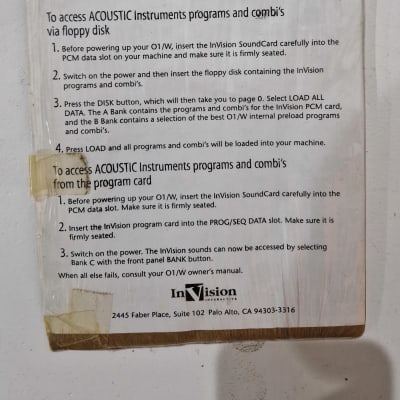 To access ACOUSTIC Instruments programs and combi's
via floppy disk
1. Before powering up your O1/W, insert the InVision SoundCard carefully into the
PCM data slot on your machine and make sure it is firmly seated.
2. Switch on the power and then insert the floppy disk containing the InVision
programs and combi's.
3. Press the DISK button, which will then take you to page 0. Select LOAD ALL
DATA. The A Bank contains the programs and combi's for the InVision PCM card,
and the B Bank contains a selection of the best O1/W internal preload programs
and combi's.
4. Press LOAD and all programs and combi's will be loaded into your machine.
To access ACOUSTIC Instruments programs and combi's
from the program card
1. Before powering up your O1/W, insert the InVision SoundCard carefully into the
PCM data slot. Make sure it is firmly seated.
2. Insert the InVision program card into the PROG/SEQ DATA slot. Make sure it is
firmly seated.
3. Switch on the power. The InVision sounds can now be accessed by selecting
Bank C with the front panel BANK button.
When all else fails, consult your O1/W owner's manual.
InVision
INTERACTIVE
2445 Faber Place, Suite 102 Palo Alto, CA 94303-3316